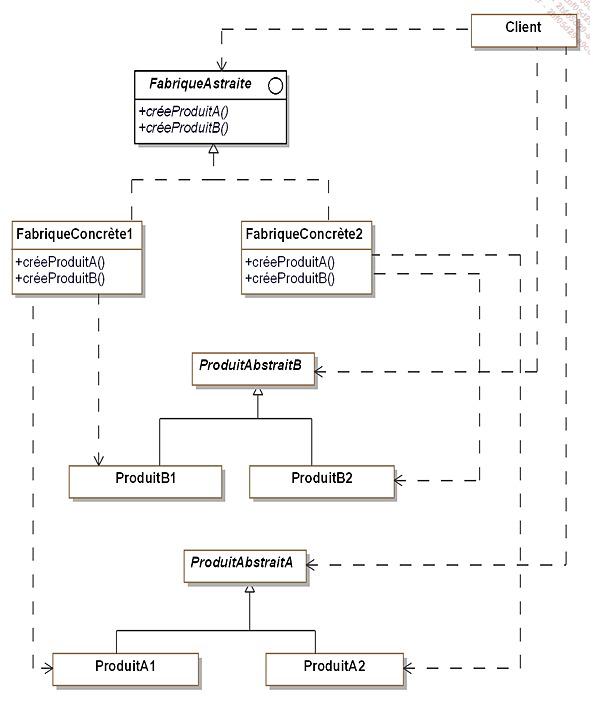 Client
FabriqueAstraite
+créeProduitA()
+créeProduitB()
FabriqueConcrète1
+créeProduitA()
+créeProduitB()
FabriqueConcrète2
+créeProduitA()
+créeProduitB()
ProduitAbstraitB
ProduitB1
ProduitB2
ProduitAbstraitA
ProduitA1
ProduitA2